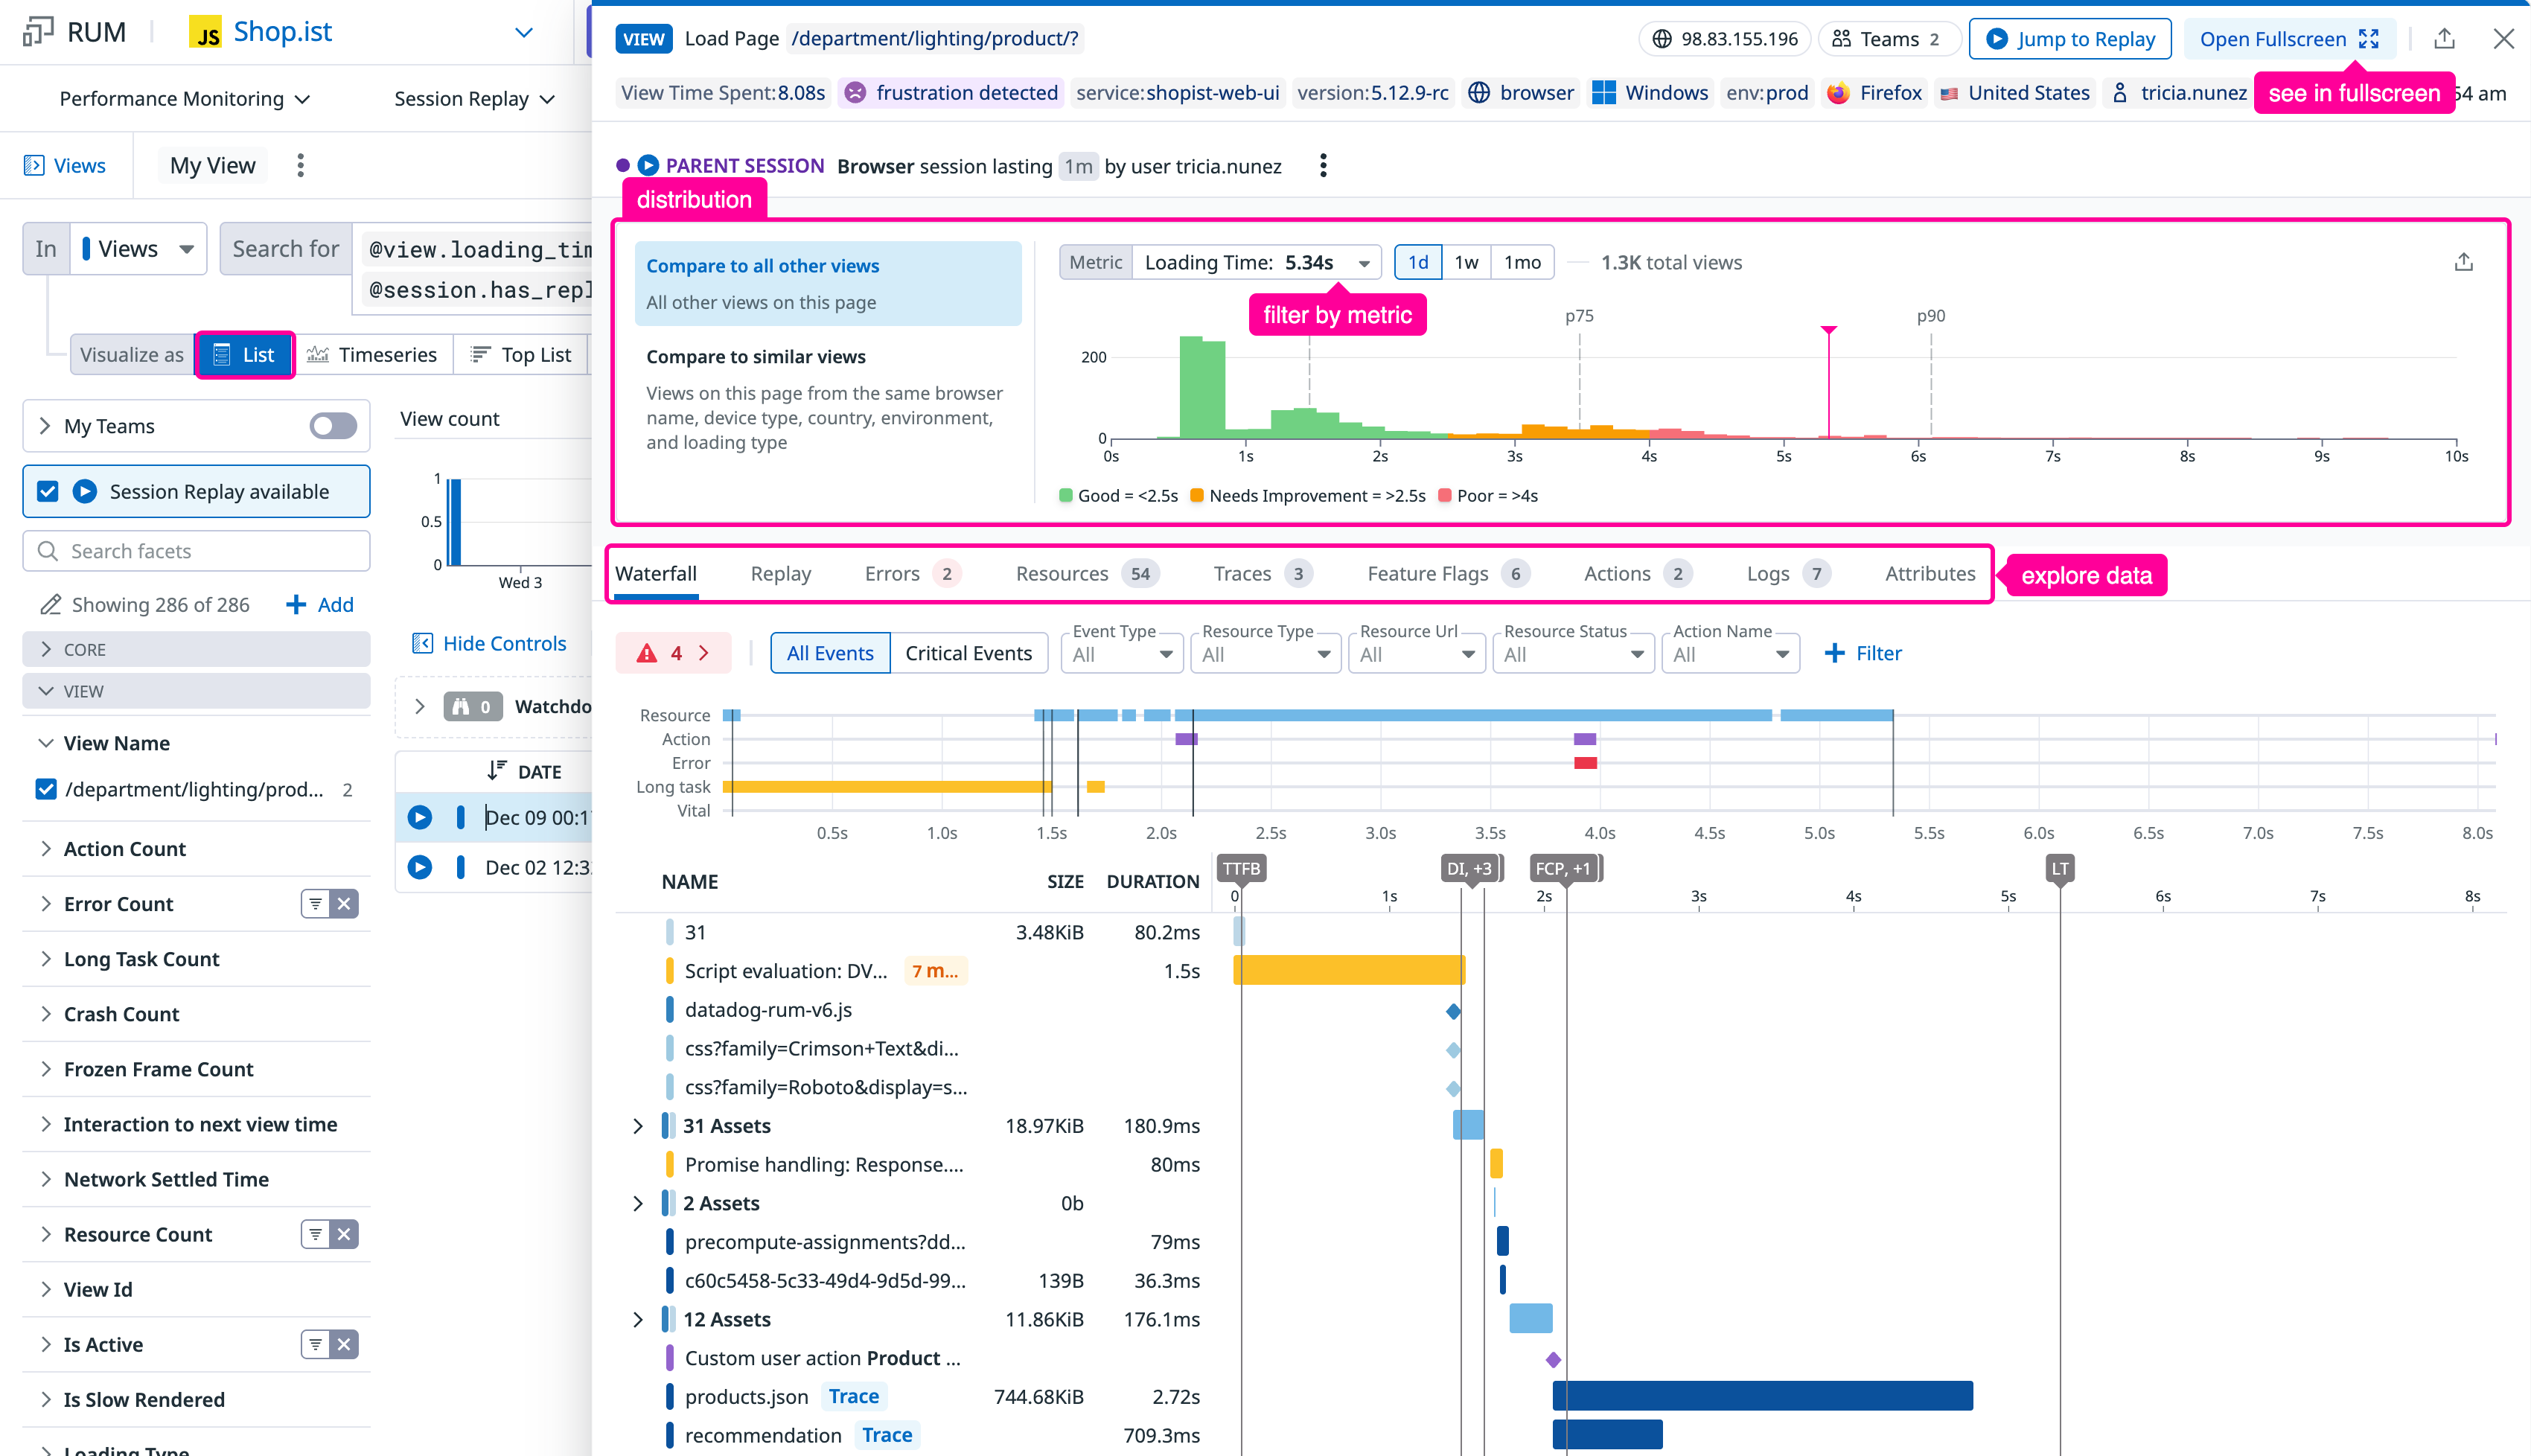 RUM
JS
Shop.ist
Performance Monitoring
Session Replay
Views
My View
In
Views
Search for
@view.loading_tim
@session.has_repl
Visualize as
List
Timeseries
Top List
My Teams
Session Replay available
Search facets
Showing 286 of 286
Add
CORE
VIEW
View Name
/department/lighting/prod...
2
Action Count
Error Count
Long Task Count
Crash Count
Frozen Frame Count
Interaction to next view time
Network Settled Time
Resource Count
View Id
Is Active
Is Slow Rendered
Loading Type
View count
1
0.5
0
Wed 3
Hide Controls
0
Watchdo
DATE
Dec 09 00:1
Dec 02 12:3
VIEW
Load Page /department/lighting/product/?
98.83.155.196
Teams 2
Jump to Replay
Open Fullscreen
View Time Spent: 8.08s
frustration detected
service: shopist-web-ui
version: 5.12.9-rc
browser
Windows
env: prod
Firefox
United States
tricia.nunez
see in fullscreen
54 am
PARENT SESSION Browser session lasting 1m by user tricia.nunez
distribution
Compare to all other views
All other views on this page
Compare to similar views
Views on this page from the same browser
name, device type, country, environment,
and loading type
Metric
Loading Time: 5.34s
1d
1w
1mo
1.3K total views
filter by metric
p75
p90
200
0
0s
1s
2s
3s
4s
5s
6s
7s
8s
9s
10s
Good = <2.5s
Needs Improvement = >2.5s
Poor = >4s
Waterfall
Replay
Errors 2
Resources 54
Traces 3
Feature Flags 6
Actions 2
Logs 7
Attributes
explore data
4
All Events
Critical Events
Event Type
All
Resource Type
All
Resource Url
All
Resource Status
All
Action Name
All
Filter
Resource
Action
Error
Long task
Vital
0.5s
1.0s
1.5s
2.0s
2.5s
3.0s
3.5s
4.0s
4.5s
5.0s
5.5s
6.0s
6.5s
7.0s
7.5s
8.0s
NAME
SIZE
DURATION
TTFB
DI, +3
FCP, +1
LT
0
1s
2s
3s
4s
5s
6s
7s
8s
31 3.48KiB 80.2ms
Script evaluation: DV... 7 m... 1.5s
datadog-rum-v6.js
css?family=Crimson+Text&di...
css?family=Roboto&display=s...
31 Assets 18.97KiB 180.9ms
Promise handling: Response.... 80ms
2 Assets 0b
precompute-assignments?dd... 79ms
c60c5458-5c33-49d4-9d5d-99... 139B 36.3ms
12 Assets 11.86KiB 176.1ms
Custom user action Product ...
products.json Trace 744.68KiB 2.72s
recommendation Trace 709.3ms